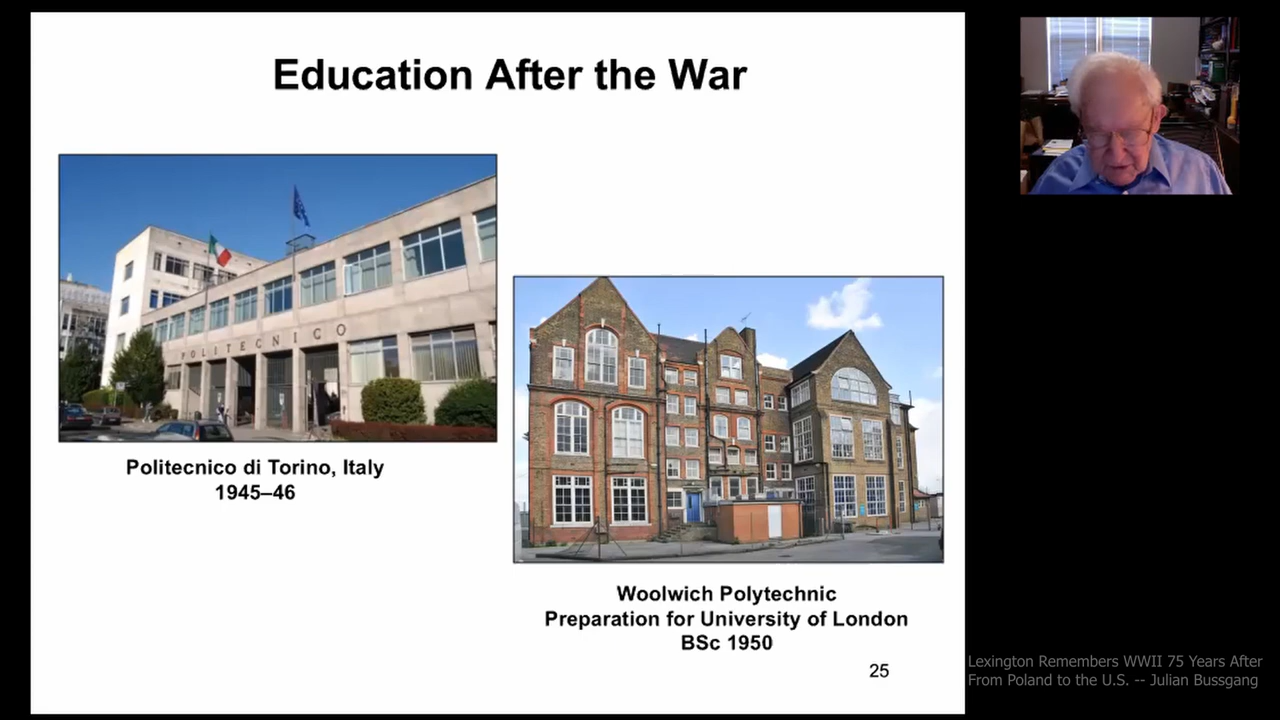 Education After the War
POLITECNICO
Politecnico di Torino, Italy
1945–46
Woolwich Polytechnic
Preparation for University of London
BSc 1950
25
Lexington Remembers WWII 75 Years After
From Poland to the U.S. -- Julian Bussgang